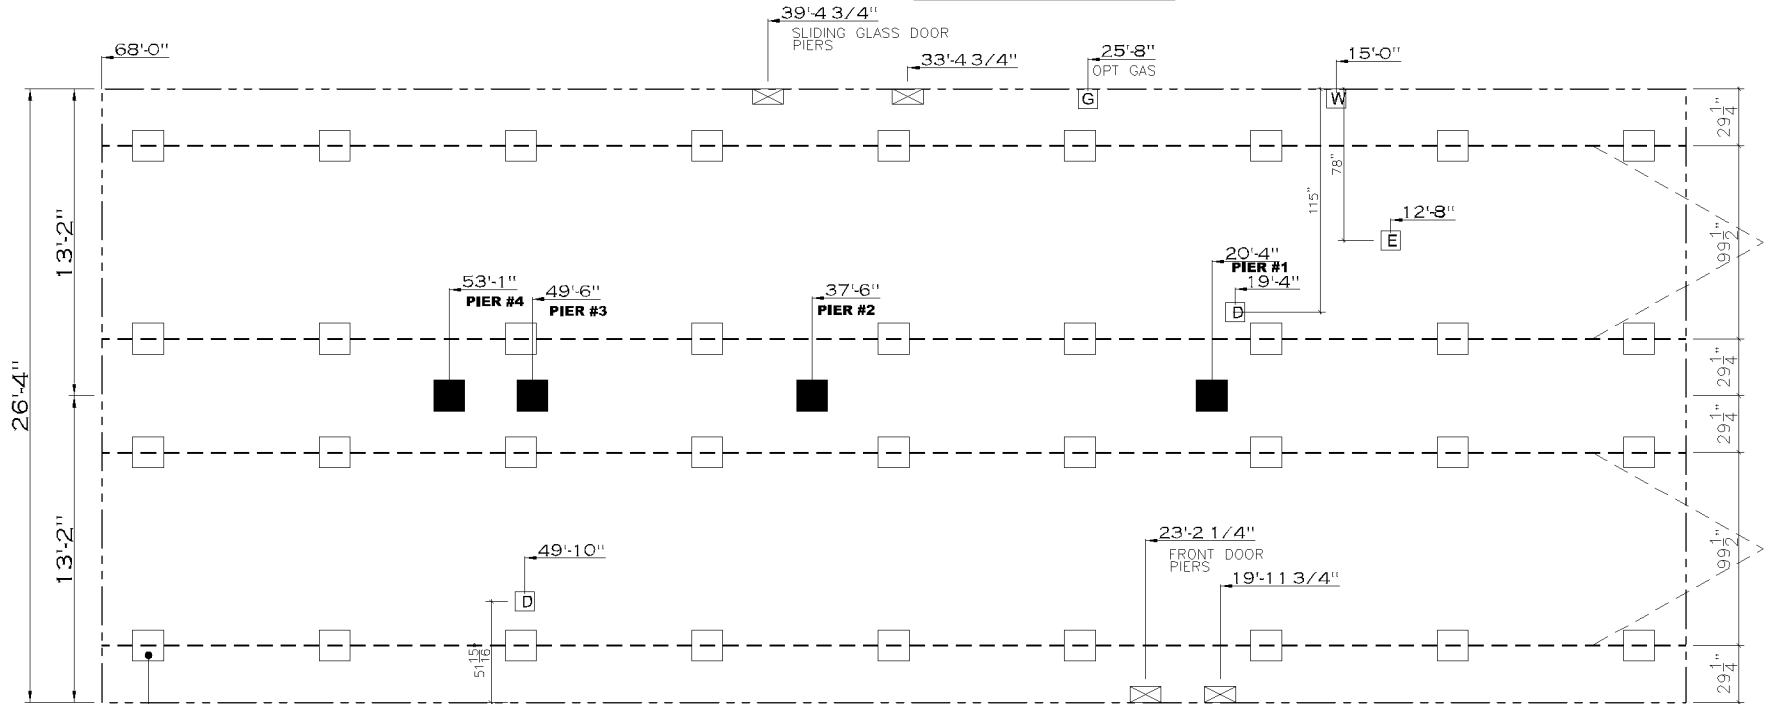 39'-4 3/4"
SLIDING GLASS DOOR
PIERS
68'-0"
33'-4 3/4"
25'-8"
OPT GAS
15'-0"
G
W
29 1/4"
78"
115"
13'-2"
12'-8"
E
99 1/2"
20'-4"
PIER #1
19'-4"
D
53'-1"
PIER #4
49'-6"
PIER #3
37'-6"
PIER #2
26'-4"
29 1/4"
29 1/4"
13'-2"
49'-10"
D
23'-2 1/4"
FRONT DOOR
PIERS
19'-11 3/4"
99 1/2"
51 15/16"
29 1/4"